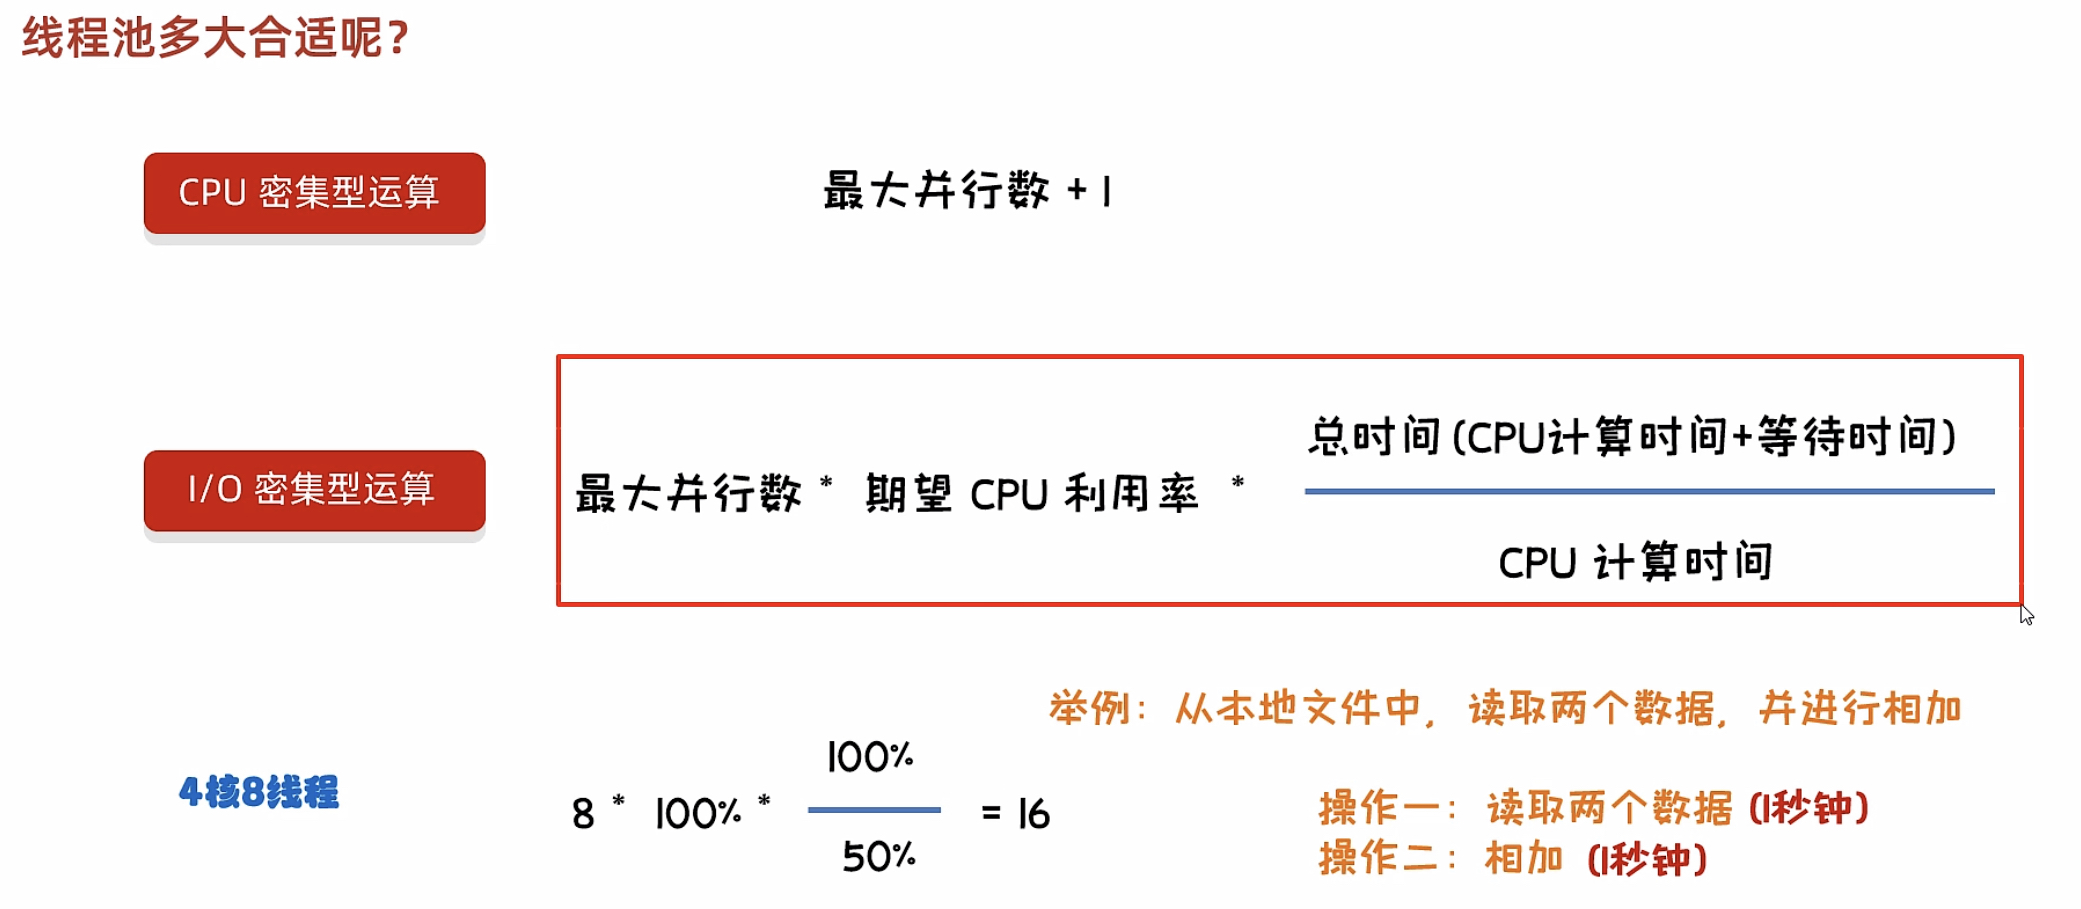 线程池多大合适呢？
CPU 密集型运算
最大并行数 + 1
I/O 密集型运算
最大并行数 * 期望 CPU 利用率 *
总时间(CPU计算时间+等待时间)
CPU 计算时间
举例：从本地文件中，读取两个数据，并进行相加
4核8线程
8 * 100% *
100%
50%
= 16
操作一：读取两个数据 (1秒钟)
操作二：相加 (1秒钟)